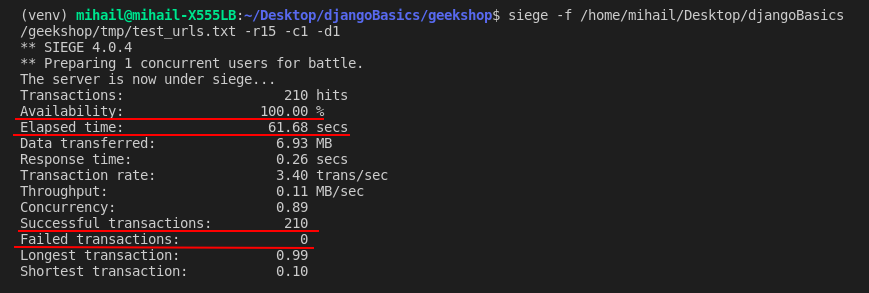 (venv) mihail@mihail-X555LB:~/Desktop/djangoBasics/geekshop$ siege -f /home/mihail/Desktop/djangoBasics
/geekshop/tmp/test_urls.txt -r15 -c1 -d1
** SIEGE 4.0.4
** Preparing 1 concurrent users for battle.
The server is now under siege...
Transactions: 210 hits
Availability: 100.00 %
Elapsed time: 61.68 secs
Data transferred: 6.93 MB
Response time: 0.26 secs
Transaction rate: 3.40 trans/sec
Throughput: 0.11 MB/sec
Concurrency: 0.89
Successful transactions: 210
Failed transactions: 0
Longest transaction: 0.99
Shortest transaction: 0.10